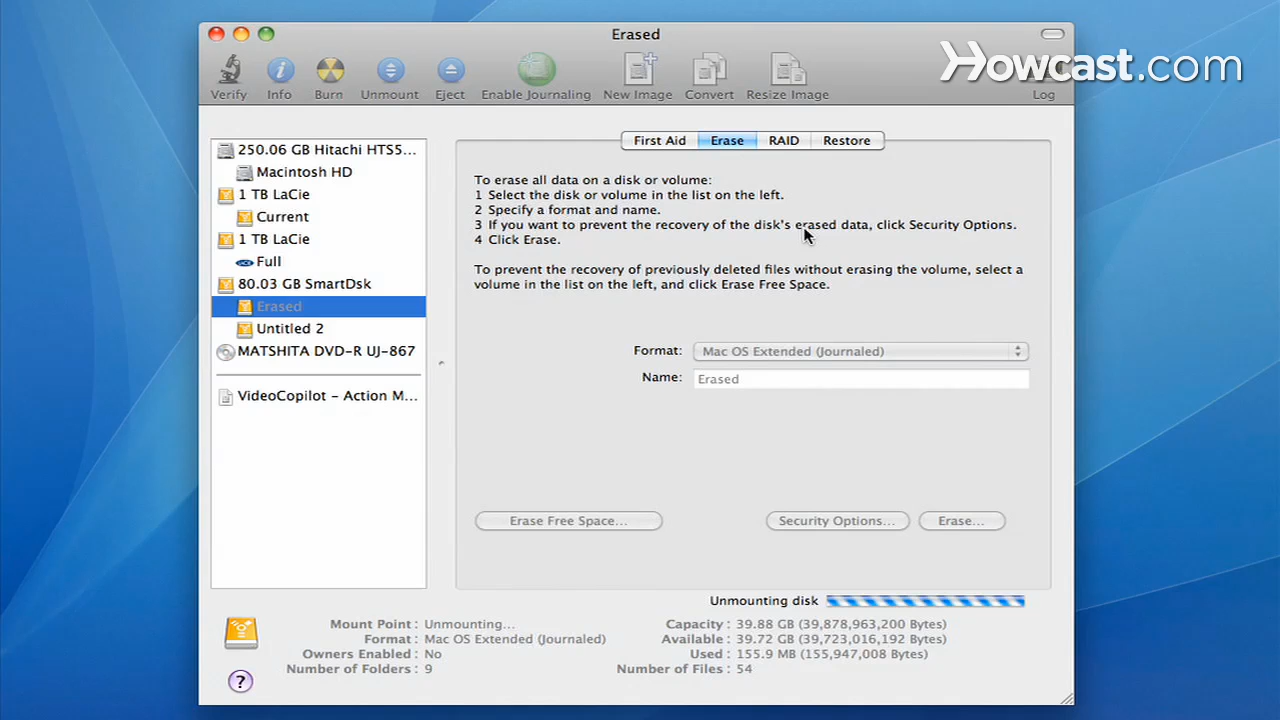 Erased
Howcast.com
Verify
Info
Burn
Unmount
Eject
Enable Journaling
New Image
Convert
Resize Image
Log
250.06 GB Hitachi HTS5...
Macintosh HD
1 TB LaCie
Current
1 TB LaCie
Full
80.03 GB SmartDsk
Erased
Untitled 2
MATSHITA DVD-R UJ-867
VideoCopilot – Action M...
First Aid
Erase
RAID
Restore
To erase all data on a disk or volume:
1 Select the disk or volume in the list on the left.
2 Specify a format and name.
3 If you want to prevent the recovery of the disk's erased data, click Security Options.
4 Click Erase.
To prevent the recovery of previously deleted files without erasing the volume, select a
volume in the list on the left, and click Erase Free Space.
Format: Mac OS Extended (Journaled)
Name: Erased
Erase Free Space...
Security Options...
Erase...
Unmounting disk
Mount Point : Unmounting...
Format : Mac OS Extended (Journaled)
Owners Enabled : No
Number of Folders : 9
Capacity : 39.88 GB (39,878,963,200 Bytes)
Available : 39.72 GB (39,723,016,192 Bytes)
Used : 155.9 MB (155,947,008 Bytes)
Number of Files : 54
?